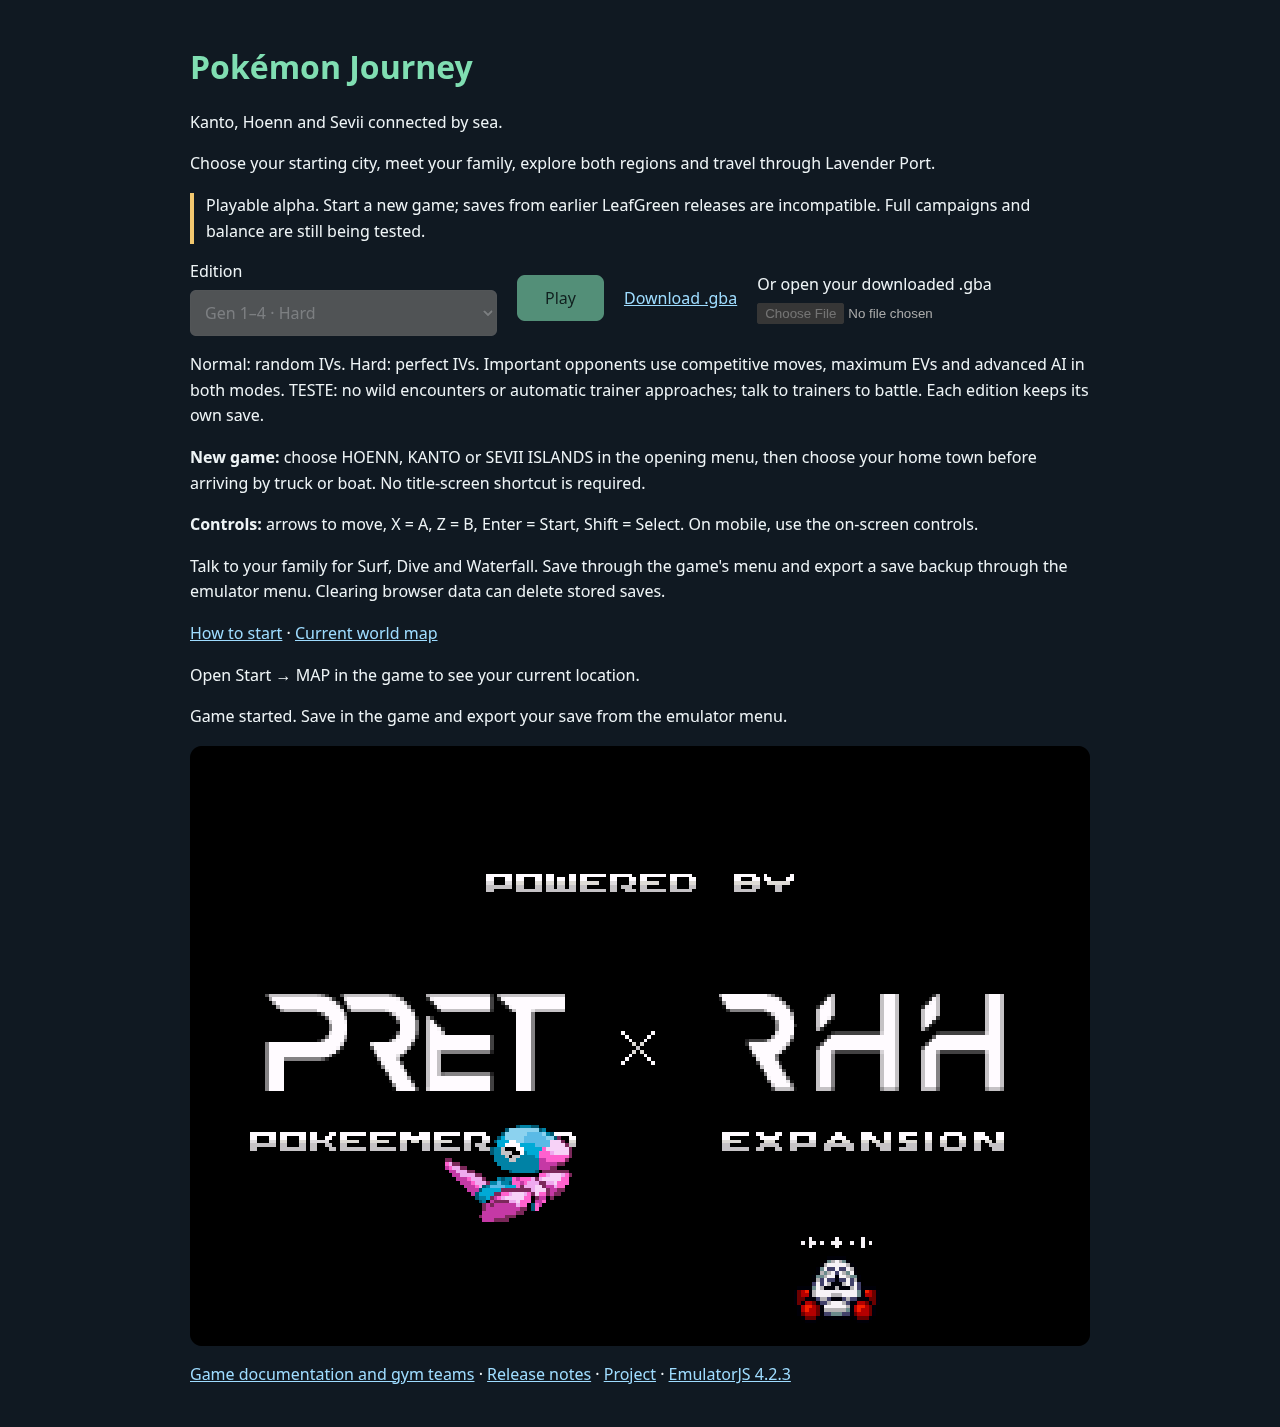 Pokémon Journey
Kanto, Hoenn and Sevii connected by sea.
Choose your starting city, meet your family, explore both regions and travel through Lavender Port.
Playable alpha. Start a new game; saves from earlier LeafGreen releases are incompatible. Full campaigns and
balance are still being tested.
Edition
Gen 1–4 · Hard
Play
Download .gba
Or open your downloaded .gba
Choose File No file chosen
Normal: random IVs. Hard: perfect IVs. Important opponents use competitive moves, maximum EVs and advanced AI in
both modes. TESTE: no wild encounters or automatic trainer approaches; talk to trainers to battle. Each edition keeps its
own save.
New game: choose HOENN, KANTO or SEVII ISLANDS in the opening menu, then choose your home town before
arriving by truck or boat. No title-screen shortcut is required.
Controls: arrows to move, X = A, Z = B, Enter = Start, Shift = Select. On mobile, use the on-screen controls.
Talk to your family for Surf, Dive and Waterfall. Save through the game's menu and export a save backup through the
emulator menu. Clearing browser data can delete stored saves.
How to start · Current world map
Open Start → MAP in the game to see your current location.
Game started. Save in the game and export your save from the emulator menu.
POWERED BY
PRET X RHH
EXPANSION
Game documentation and gym teams · Release notes · Project · EmulatorJS 4.2.3